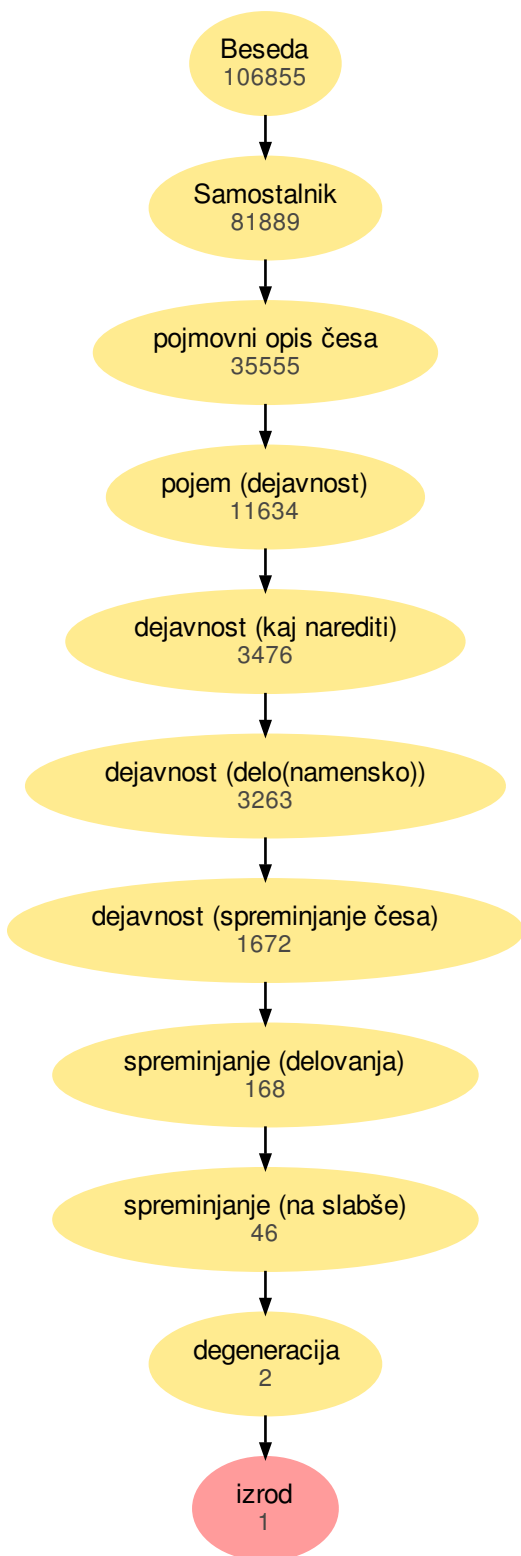 Beseda
106855
Samostalnik
81889
pojmovni opis česa
35555
pojem (dejavnost)
11634
dejavnost (kaj narediti)
3476
dejavnost (delo(namensko))
3263
dejavnost (spreminjanje česa)
1672
spreminjanje (delovanja)
168
spreminjanje (na slabše)
46
degeneracija
2
izrod
1